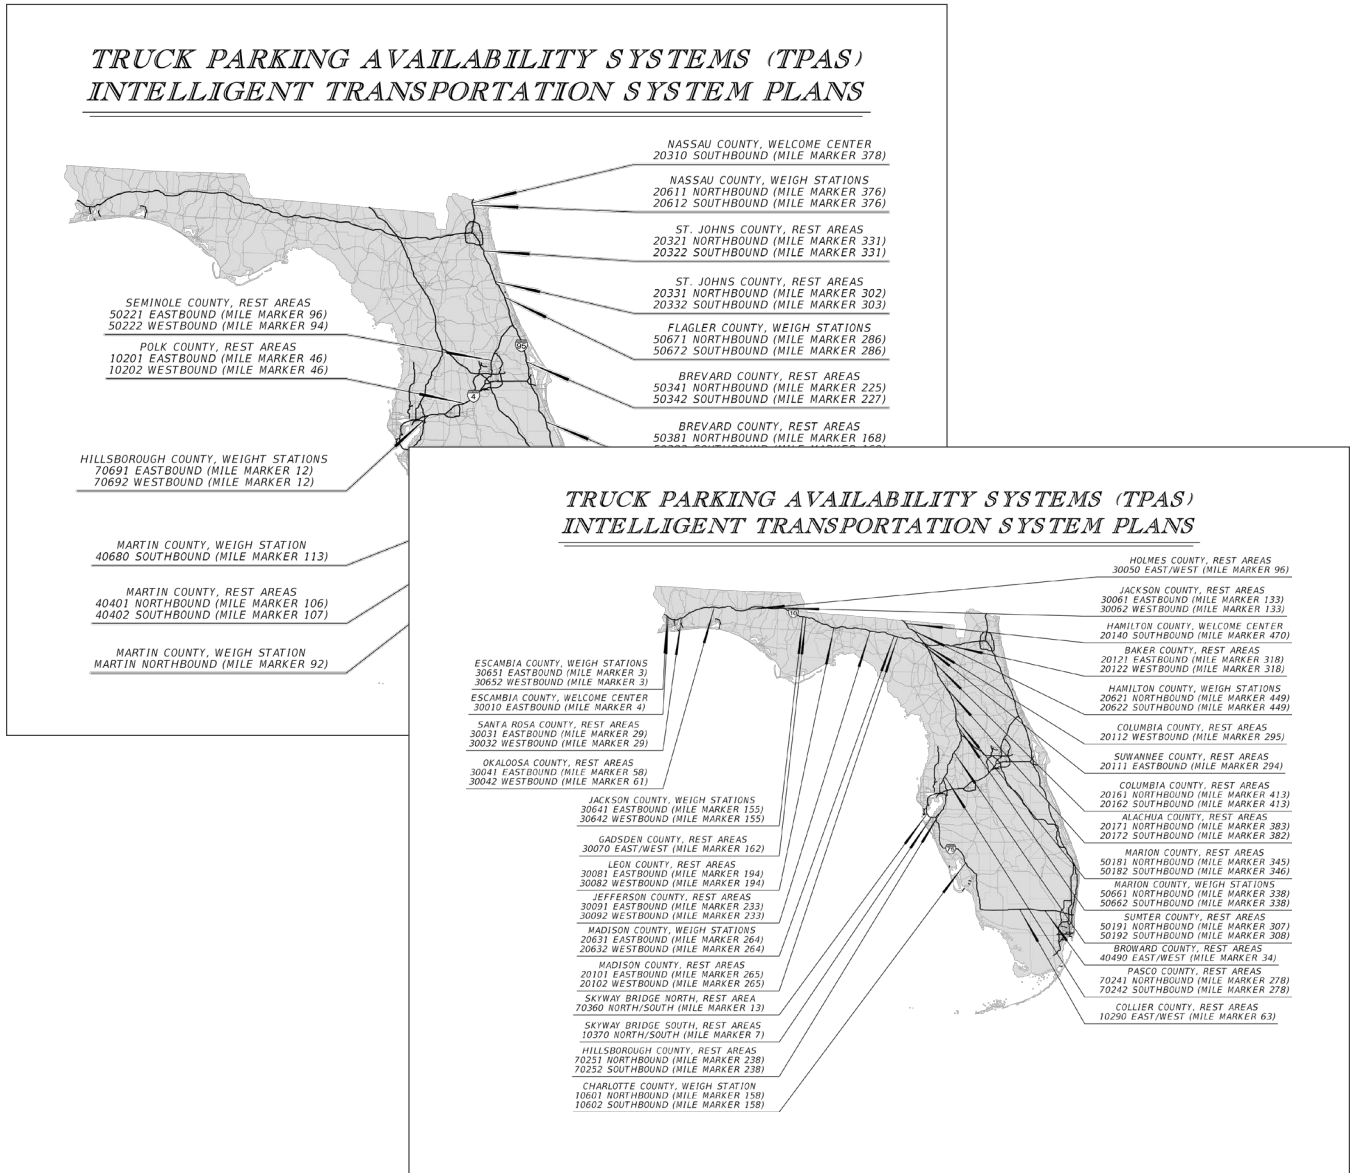 TRUCK PARKING AVAILABILITY SYSTEMS (TPAS)
INTELLIGENT TRANSPORTATION SYSTEM PLANS
NASSAU COUNTY, WELCOME CENTER
20310 SOUTHBOUND (MILE MARKER 378)
NASSAU COUNTY, WEIGH STATIONS
20611 NORTHBOUND (MILE MARKER 376)
20612 SOUTHBOUND (MILE MARKER 376)
ST. JOHNS COUNTY, REST AREAS
20321 NORTHBOUND (MILE MARKER 331)
20322 SOUTHBOUND (MILE MARKER 331)
ST. JOHNS COUNTY, REST AREAS
20331 NORTHBOUND (MILE MARKER 302)
20332 SOUTHBOUND (MILE MARKER 303)
FLAGLER COUNTY, WEIGH STATIONS
50671 NORTHBOUND (MILE MARKER 286)
50672 SOUTHBOUND (MILE MARKER 286)
BREVARD COUNTY, REST AREAS
50341 NORTHBOUND (MILE MARKER 225)
50342 SOUTHBOUND (MILE MARKER 227)
BREVARD COUNTY, REST AREAS
50381 NORTHBOUND (MILE MARKER 168)
SEMINOLE COUNTY, REST AREAS
50221 EASTBOUND (MILE MARKER 96)
50222 WESTBOUND (MILE MARKER 94)
POLK COUNTY, REST AREAS
10201 EASTBOUND (MILE MARKER 46)
10202 WESTBOUND (MILE MARKER 46)
95
4
HILLSBOROUGH COUNTY, WEIGHT STATIONS
70691 EASTBOUND (MILE MARKER 12)
70692 WESTBOUND (MILE MARKER 12)
MARTIN COUNTY, WEIGH STATION
40680 SOUTHBOUND (MILE MARKER 113)
MARTIN COUNTY, REST AREAS
40401 NORTHBOUND (MILE MARKER 106)
40402 SOUTHBOUND (MILE MARKER 107)
MARTIN COUNTY, WEIGH STATION
MARTIN NORTHBOUND (MILE MARKER 92)
TRUCK PARKING AVAILABILITY SYSTEMS (TPAS)
INTELLIGENT TRANSPORTATION SYSTEM PLANS
HOLMES COUNTY, REST AREAS
30050 EAST/WEST (MILE MARKER 96)
JACKSON COUNTY, REST AREAS
30061 EASTBOUND (MILE MARKER 133)
30062 WESTBOUND (MILE MARKER 133)
HAMILTON COUNTY, WELCOME CENTER
20140 SOUTHBOUND (MILE MARKER 470)
BAKER COUNTY, REST AREAS
20121 EASTBOUND (MILE MARKER 318)
20122 WESTBOUND (MILE MARKER 318)
HAMILTON COUNTY, WEIGH STATIONS
20621 NORTHBOUND (MILE MARKER 449)
20622 SOUTHBOUND (MILE MARKER 449)
COLUMBIA COUNTY, REST AREAS
20112 WESTBOUND (MILE MARKER 295)
SUWANNEE COUNTY, REST AREAS
20111 EASTBOUND (MILE MARKER 294)
COLUMBIA COUNTY, REST AREAS
20161 NORTHBOUND (MILE MARKER 413)
20162 SOUTHBOUND (MILE MARKER 413)
ALACHUA COUNTY, REST AREAS
20171 NORTHBOUND (MILE MARKER 383)
20172 SOUTHBOUND (MILE MARKER 382)
MARION COUNTY, REST AREAS
50181 NORTHBOUND (MILE MARKER 345)
50182 SOUTHBOUND (MILE MARKER 346)
MARION COUNTY, WEIGH STATIONS
50661 NORTHBOUND (MILE MARKER 338)
50662 SOUTHBOUND (MILE MARKER 338)
SUMTER COUNTY, REST AREAS
50191 NORTHBOUND (MILE MARKER 307)
50192 SOUTHBOUND (MILE MARKER 308)
BROWARD COUNTY, REST AREAS
40490 EAST/WEST (MILE MARKER 34)
PASCO COUNTY, REST AREAS
70241 NORTHBOUND (MILE MARKER 278)
70242 SOUTHBOUND (MILE MARKER 278)
COLLIER COUNTY, REST AREAS
10290 EAST/WEST (MILE MARKER 63)
10
75
ESCAMBIA COUNTY, WEIGH STATIONS
30651 EASTBOUND (MILE MARKER 3)
30652 WESTBOUND (MILE MARKER 3)
ESCAMBIA COUNTY, WELCOME CENTER
30010 EASTBOUND (MILE MARKER 4)
SANTA ROSA COUNTY, REST AREAS
30031 EASTBOUND (MILE MARKER 29)
30032 WESTBOUND (MILE MARKER 29)
OKALOOSA COUNTY, REST AREAS
30041 EASTBOUND (MILE MARKER 58)
30042 WESTBOUND (MILE MARKER 61)
JACKSON COUNTY, WEIGH STATIONS
30641 EASTBOUND (MILE MARKER 155)
30642 WESTBOUND (MILE MARKER 155)
GADSDEN COUNTY, REST AREAS
30070 EAST/WEST (MILE MARKER 162)
LEON COUNTY, REST AREAS
30081 EASTBOUND (MILE MARKER 194)
30082 WESTBOUND (MILE MARKER 194)
JEFFERSON COUNTY, REST AREAS
30091 EASTBOUND (MILE MARKER 233)
30092 WESTBOUND (MILE MARKER 233)
MADISON COUNTY, WEIGH STATIONS
20631 EASTBOUND (MILE MARKER 264)
20632 WESTBOUND (MILE MARKER 264)
MADISON COUNTY, REST AREAS
20101 EASTBOUND (MILE MARKER 265)
20102 WESTBOUND (MILE MARKER 265)
SKYWAY BRIDGE NORTH, REST AREA
70360 NORTH/SOUTH (MILE MARKER 13)
SKYWAY BRIDGE SOUTH, REST AREAS
10370 NORTH/SOUTH (MILE MARKER 7)
HILLSBOROUGH COUNTY, REST AREAS
70251 NORTHBOUND (MILE MARKER 238)
70252 SOUTHBOUND (MILE MARKER 238)
CHARLOTTE COUNTY, WEIGH STATION
10601 NORTHBOUND (MILE MARKER 158)
10602 SOUTHBOUND (MILE MARKER 158)